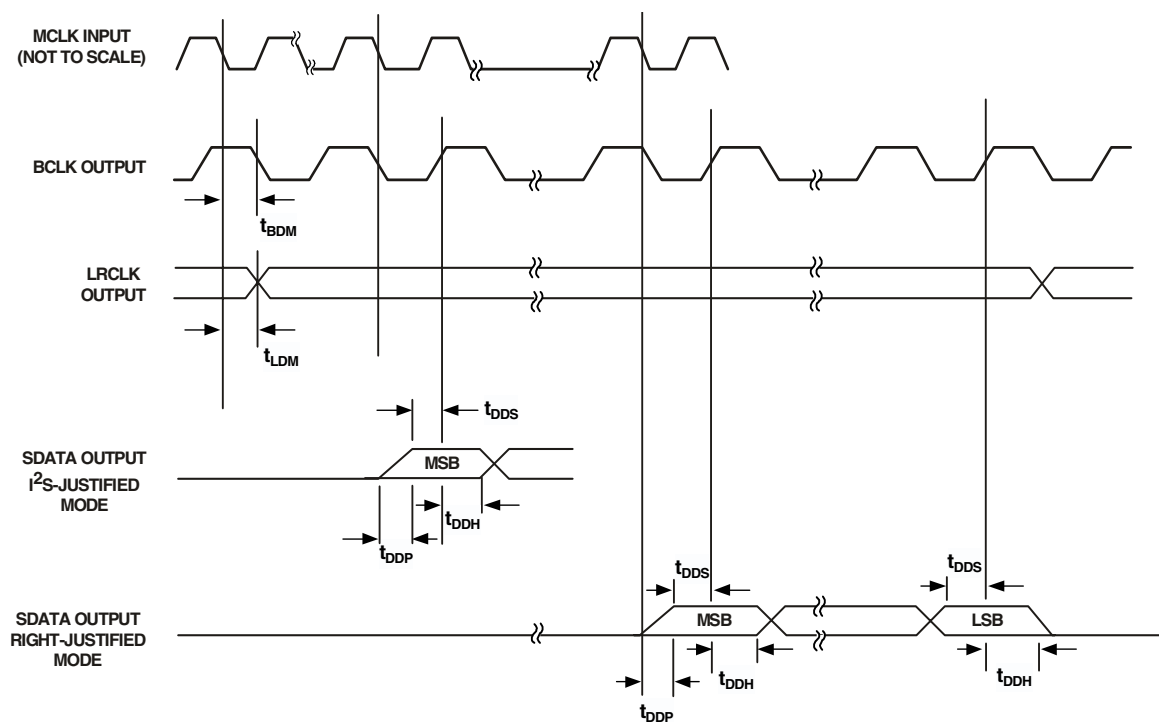 MCLK INPUT
(NOT TO SCALE)
BCLK OUTPUT
tBDM
LRCLK
OUTPUT
tLDM
tDDS
SDATA OUTPUT
I2S-JUSTIFIED
MODE
MSB
tDDH
tDDP
tDDS
tDDS
SDATA OUTPUT
RIGHT-JUSTIFIED
MODE
MSB
LSB
tDDH
tDDH
tDDP